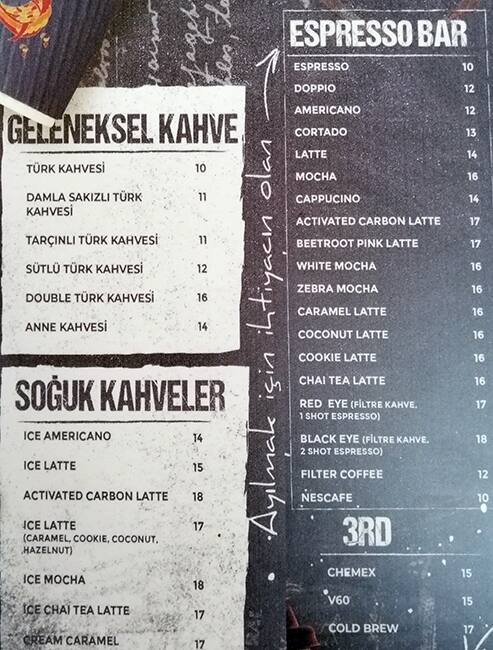 GELENEKSEL KAHVE
TÜRK KAHVESİ 10
DAMLA SAKIZLI TÜRK 11
KAHVESİ
TARÇINLI TÜRK KAHVESİ 11
SÜTLÜ TÜRK KAHVESİ 12
DOUBLE TÜRK KAHVESİ 16
ANNE KAHVESİ 14
SOĞUK KAHVELER
ICE AMERICANO 14
ICE LATTE 15
ACTIVATED CARBON LATTE 18
ICE LATTE 17
(CARAMEL, COOKIE, COCONUT,
HAZELNUT)
ICE MOCHA 18
ICE CHAI TEA LATTE 17
CREAM CARAMEL 17
Ayılmak için ihtiyacın olan
ESPRESSO BAR
ESPRESSO 10
DOPPIO 12
AMERICANO 12
CORTADO 13
LATTE 14
MOCHA 16
CAPPUCINO 14
ACTIVATED CARBON LATTE 17
BEETROOT PINK LATTE 17
WHITE MOCHA 16
ZEBRA MOCHA 16
CARAMEL LATTE 16
COCONUT LATTE 16
COOKIE LATTE 16
CHAI TEA LATTE 16
RED EYE (FİLTRE KAHVE, 17
1 SHOT ESPRESSO)
BLACK EYE (FİLTRE KAHVE, 18
2 SHOT ESPRESSO)
FILTER COFFEE 12
NESCAFE 10
3RD
CHEMEX 15
V60 15
COLD BREW 17